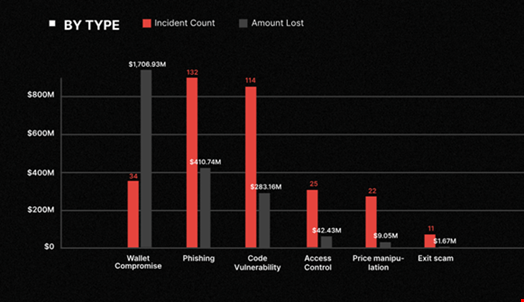 BY TYPE
Incident Count
Amount Lost
$1,706.93M
132
114
$800M
$600M
$410.74M
$400M
34
$283.16M
25
22
$200M
$42.43M
$9.05M
11
$1.67M
$0
Wallet
Compromise
Phishing
Code
Vulnerability
Access
Control
Price manipu-
lation
Exit scam